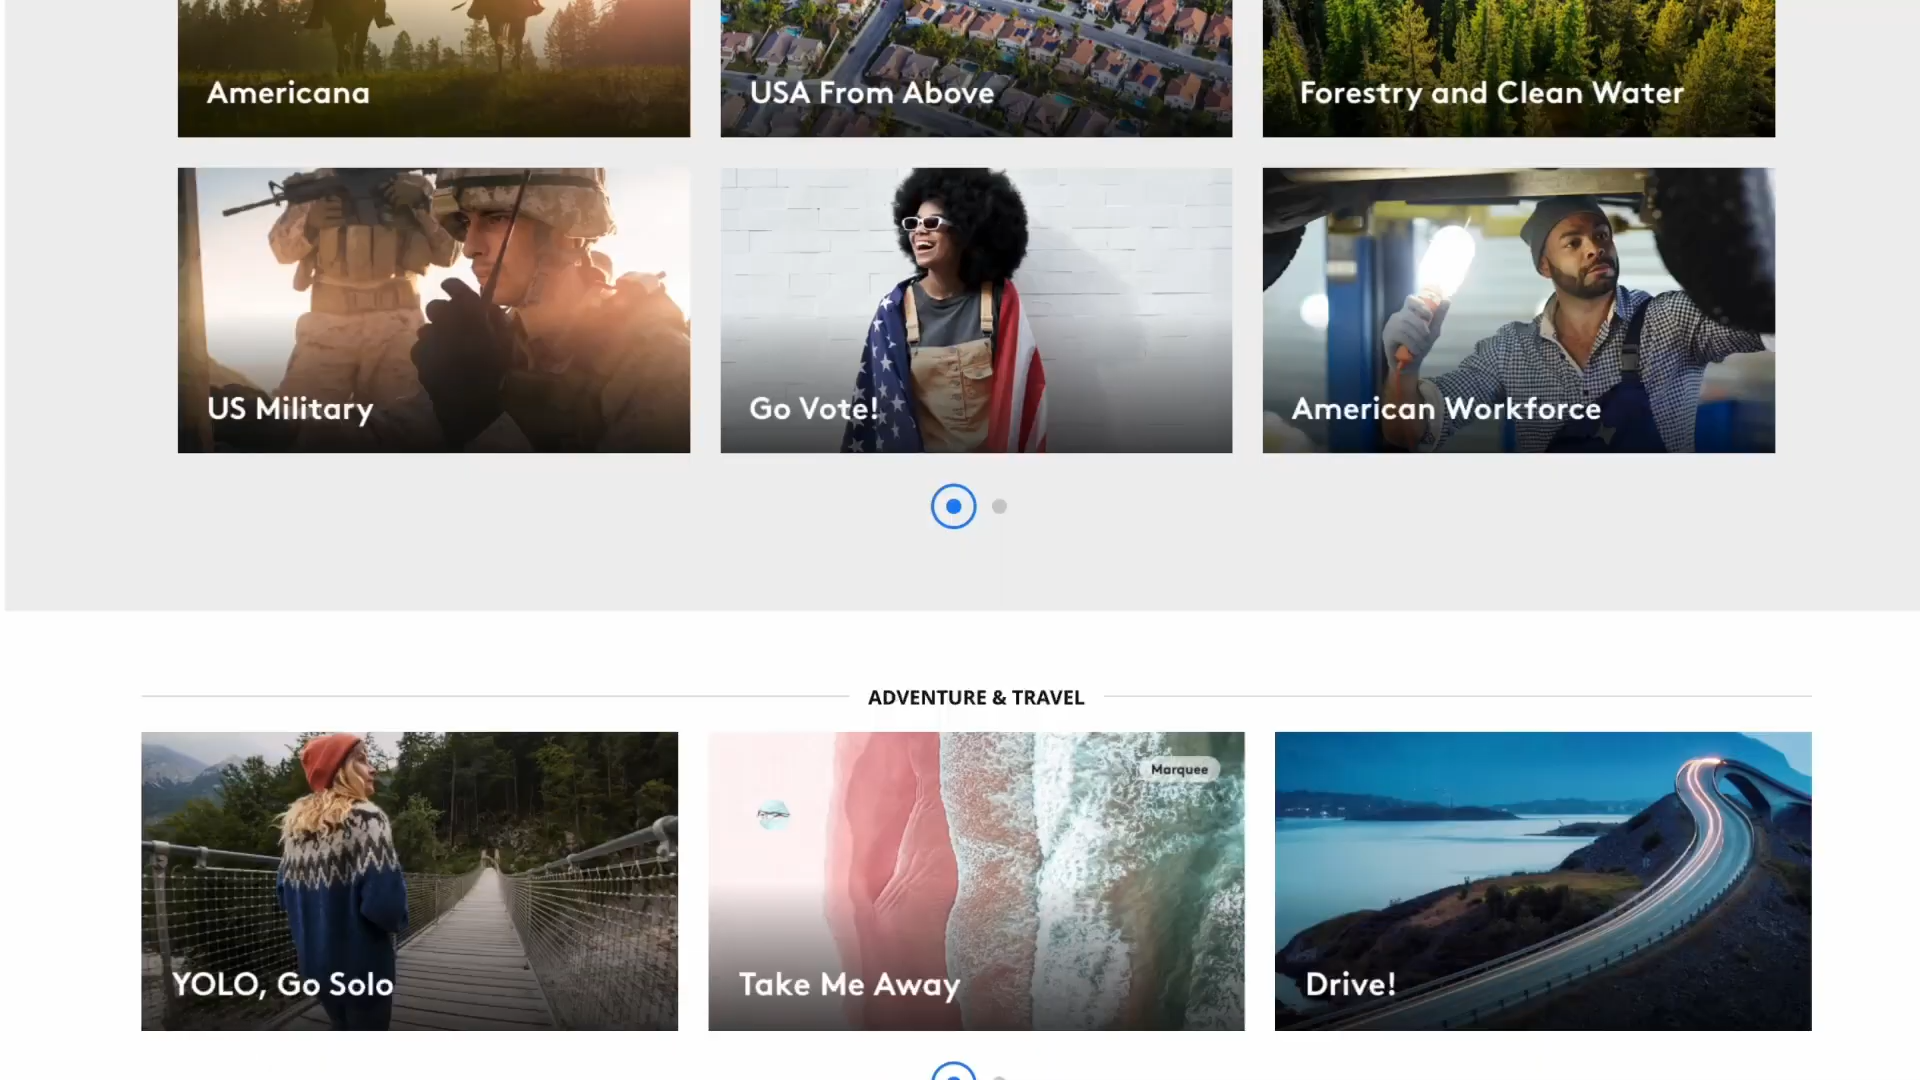 Americana
USA From Above
Forestry and Clean Water
US Military
Go Vote!
American Workforce
ADVENTURE & TRAVEL
Marquee
YOLO, Go Solo
Take Me Away
Drive!